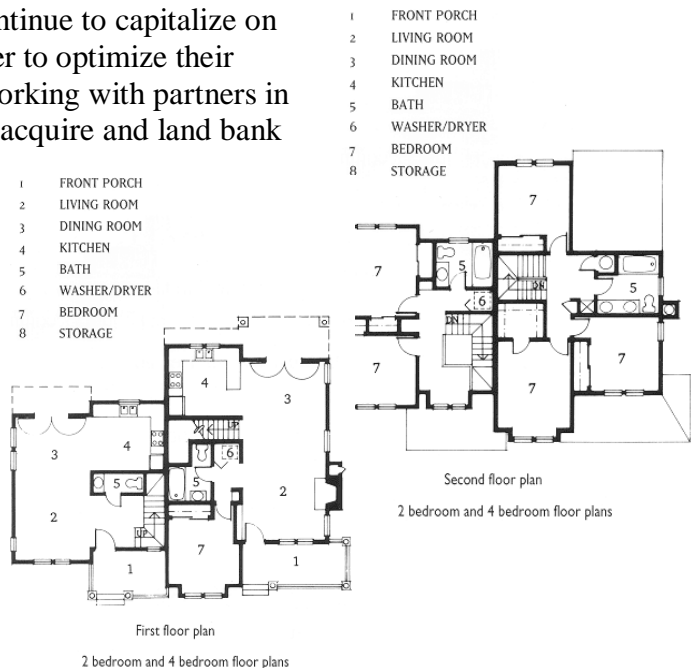 ntinue to capitalize on
er to optimize their
orking with partners in
acquire and land bank
1 FRONT PORCH
2 LIVING ROOM
3 DINING ROOM
4 KITCHEN
5 BATH
6 WASHER/DRYER
7 BEDROOM
8 STORAGE
1 FRONT PORCH
2 LIVING ROOM
3 DINING ROOM
4 KITCHEN
5 BATH
6 WASHER/DRYER
7 BEDROOM
8 STORAGE
7
7
5
DN
5
6
DN
7
7
7
Second floor plan
2 bedroom and 4 bedroom floor plans
4
3
3
4
UP
6
5
5
2
2
UP
7
1
1
First floor plan
2 bedroom and 4 bedroom floor plans